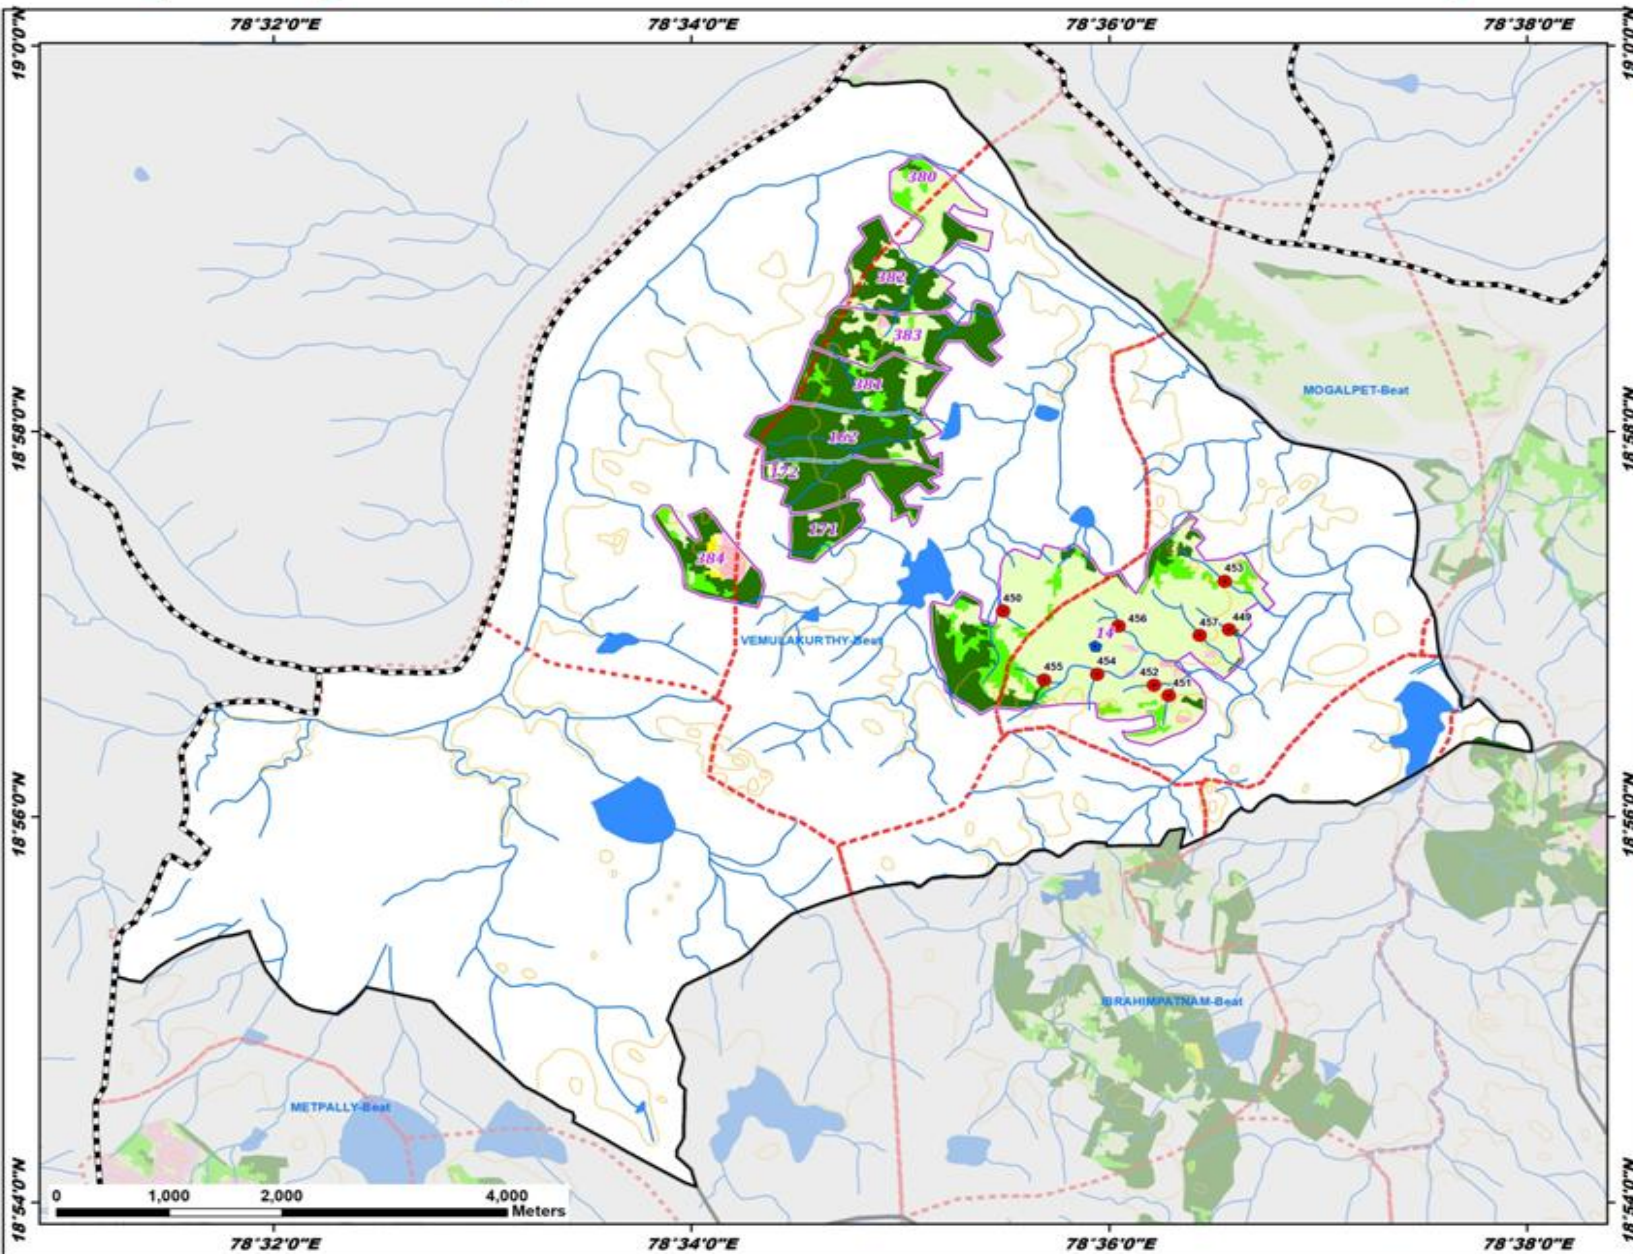 78°32'0"E 78°34'0"E 78°36'0"E 78°38'0"E
19°0'0"N 19°0'0"N
380
382
383
381
MOGALPET-Beat
18°58'0"N 18°58'0"N
162
172
171
384
453
450
456
457
449
14
VEMULAKURTHY-Beat
455
454
452
451
18°56'0"N 18°56'0"N
IBRAHIMPATNAM-Beat
METPALLY-Beat
0 1,000 2,000 4,000
Meters
18°54'0"N 18°54'0"N
78°32'0"E 78°34'0"E 78°36'0"E 78°38'0"E